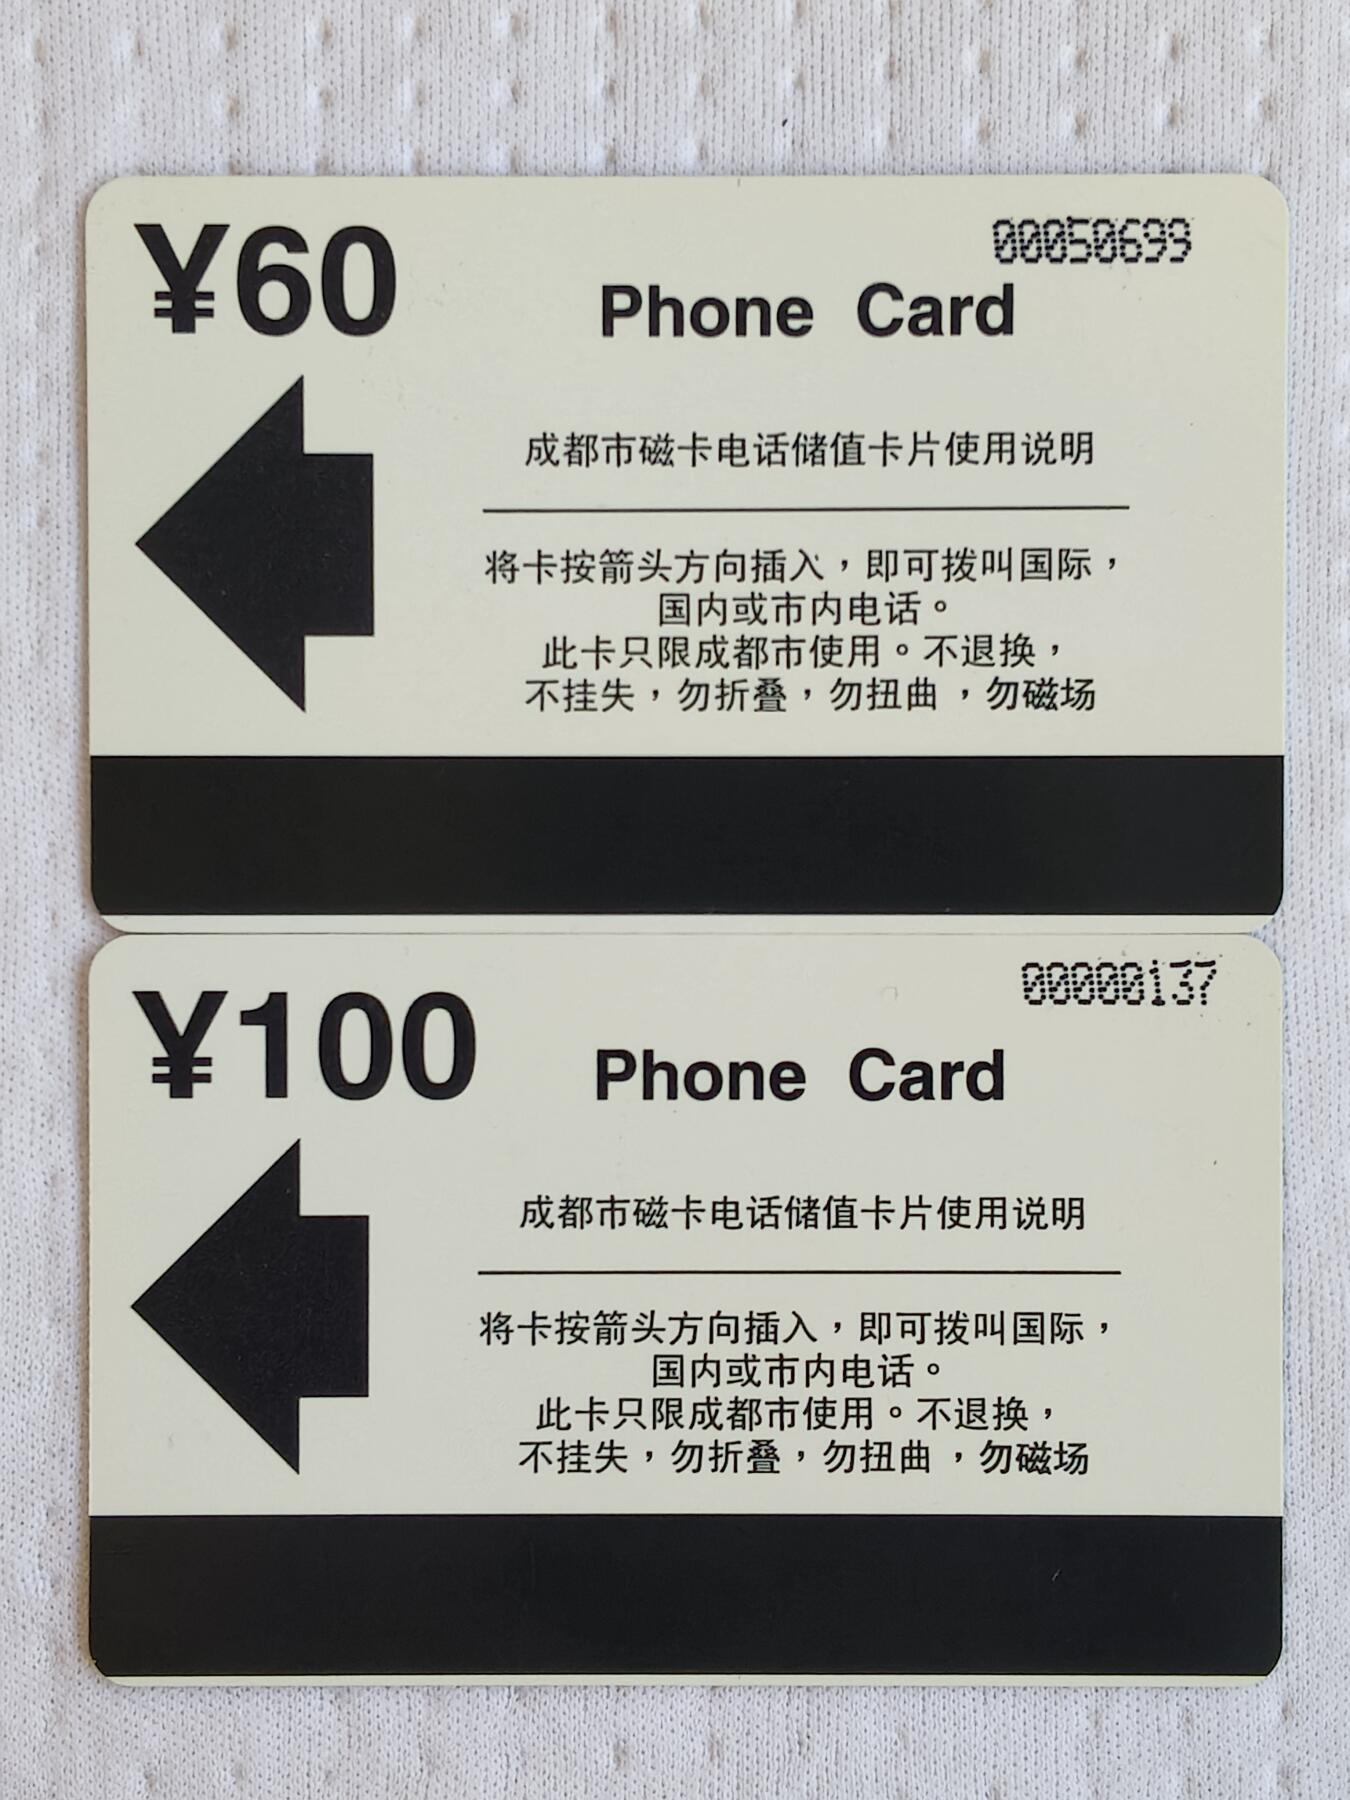 ¥60
00050699
Phone Card
成都市磁卡电话储值卡片使用说明
将卡按箭头方向插入，即可拨叫国际，
国内或市内电话。
此卡只限成都市使用。不退换，
不挂失，勿折叠，勿扭曲，勿磁场
¥100
00000137
Phone Card
成都市磁卡电话储值卡片使用说明
将卡按箭头方向插入，即可拨叫国际，
国内或市内电话。
此卡只限成都市使用。不退换，
不挂失，勿折叠，勿扭曲，勿磁场